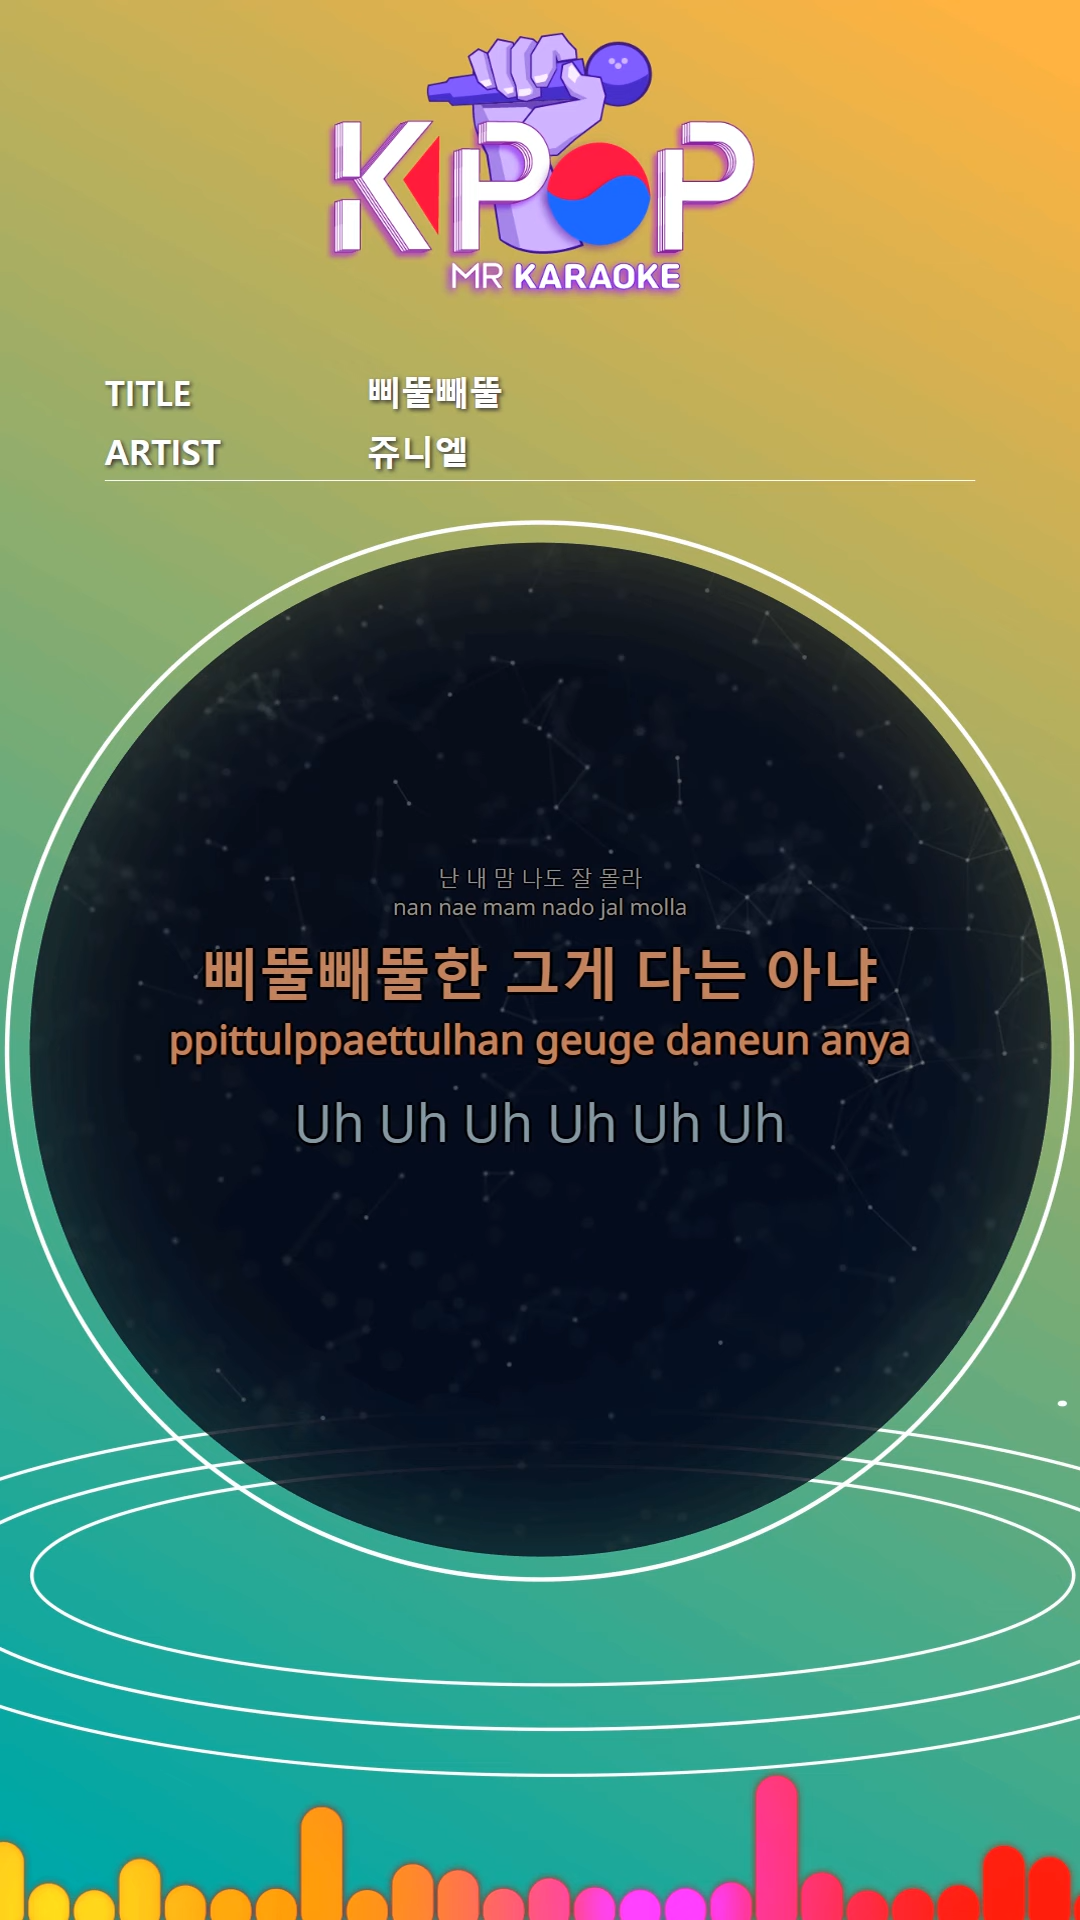 KPOP
MR KARAOKE
TITLE 삐뚤빼뚤
ARTIST 쥬니엘
난 내 맘 나도 잘 몰라
nan nae mam nado jal molla
삐뚤빼뚤한 그게 다는 아냐
ppittulppaettulhan geuge daneun anya
Uh Uh Uh Uh Uh Uh